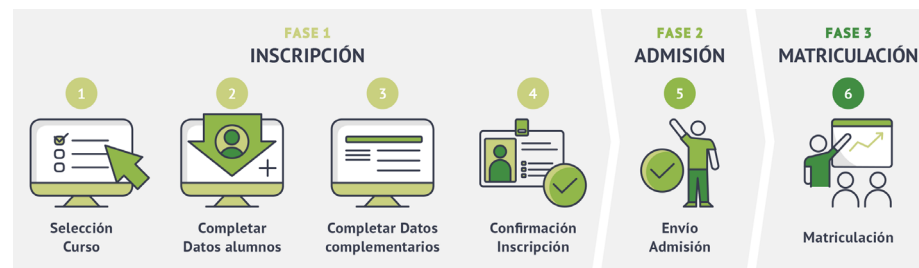 FASE 1
INSCRIPCIÓN
1
2
3
4
Selección
Curso
Completar
Datos alumnos
Completar Datos
complementarios
Confirmación
Inscripción
FASE 2
ADMISIÓN
5
Envío
Admisión
FASE 3
MATRICULACIÓN
6
Matriculación